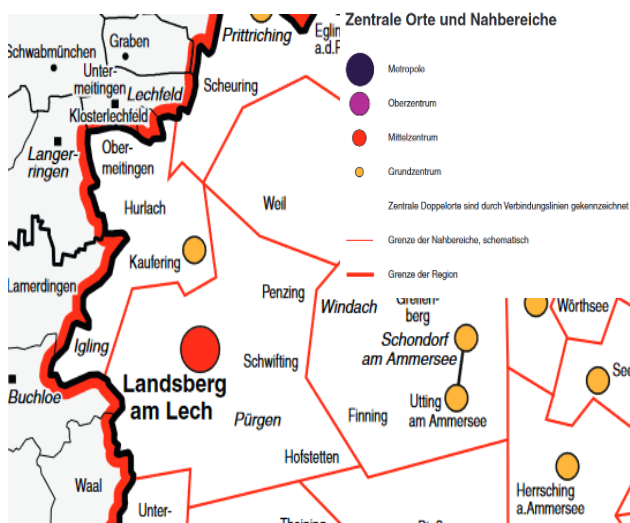 Zentrale Orte und Nahbereiche
Metropole
Oberzentrum
Mittelzentrum
Grundzentrum
Zentrale Doppelorte sind durch Verbindungslinien gekennzeichnet
Grenze der Nahbereiche, schematisch
Grenze der Region
Schwabmünchen
Graben
Prittriching
Eglin
a.d.P
Unter-
meitingen
Lechfeld
Scheuring
Klosterlechfeld
Langer-
ringen
Ober-
meitingen
Hurlach
Weil
Kaufering
Lamerdingen
Penzing
Windach
berg
Wörthsee
Igling
Schondorf
am Ammersee
Schwifting
See
Landsberg
am Lech
Buchloe
Pürgen
Finning
Utting
am Ammersee
Hofstetten
Waal
Herrsching
a.Ammersee
Unter-